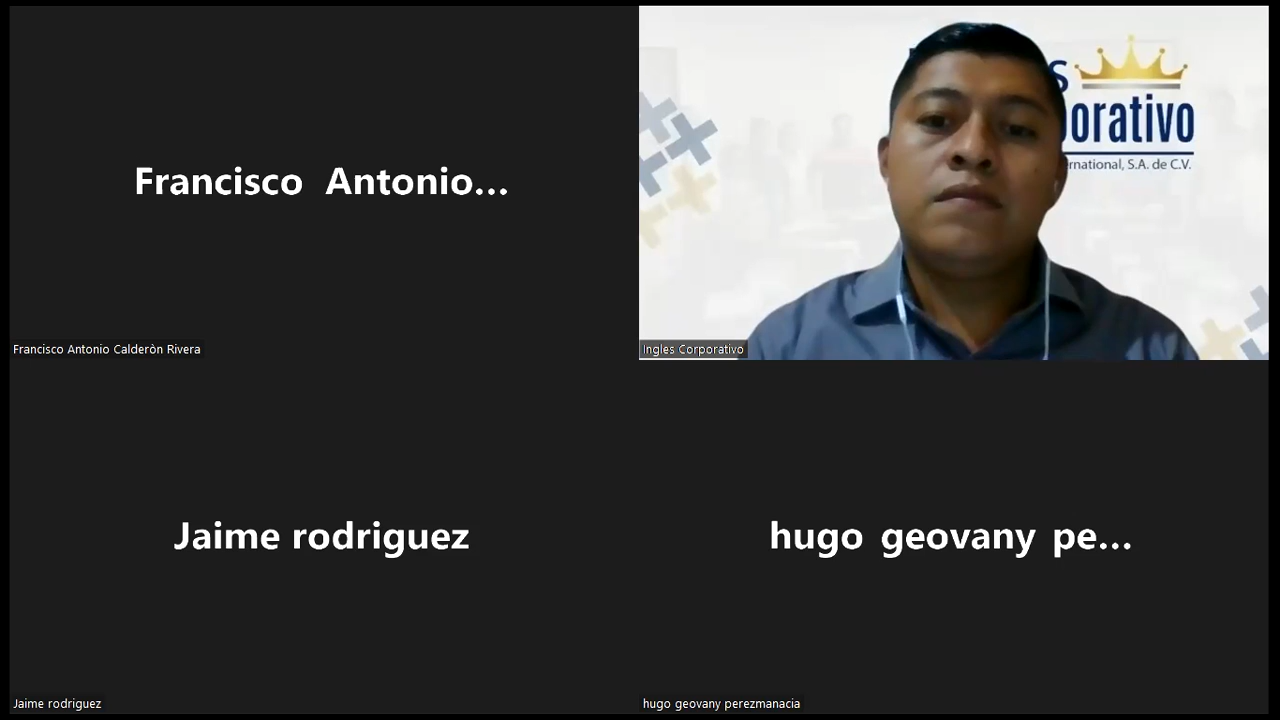 Francisco Antonio...
Francisco Antonio Calderòn Rivera
s
orativo
ernational, S.A. de C.V.
Ingles Corporativo
Jaime rodriguez
Jaime rodriguez
hugo geovany pe...
hugo geovany perezmanacia